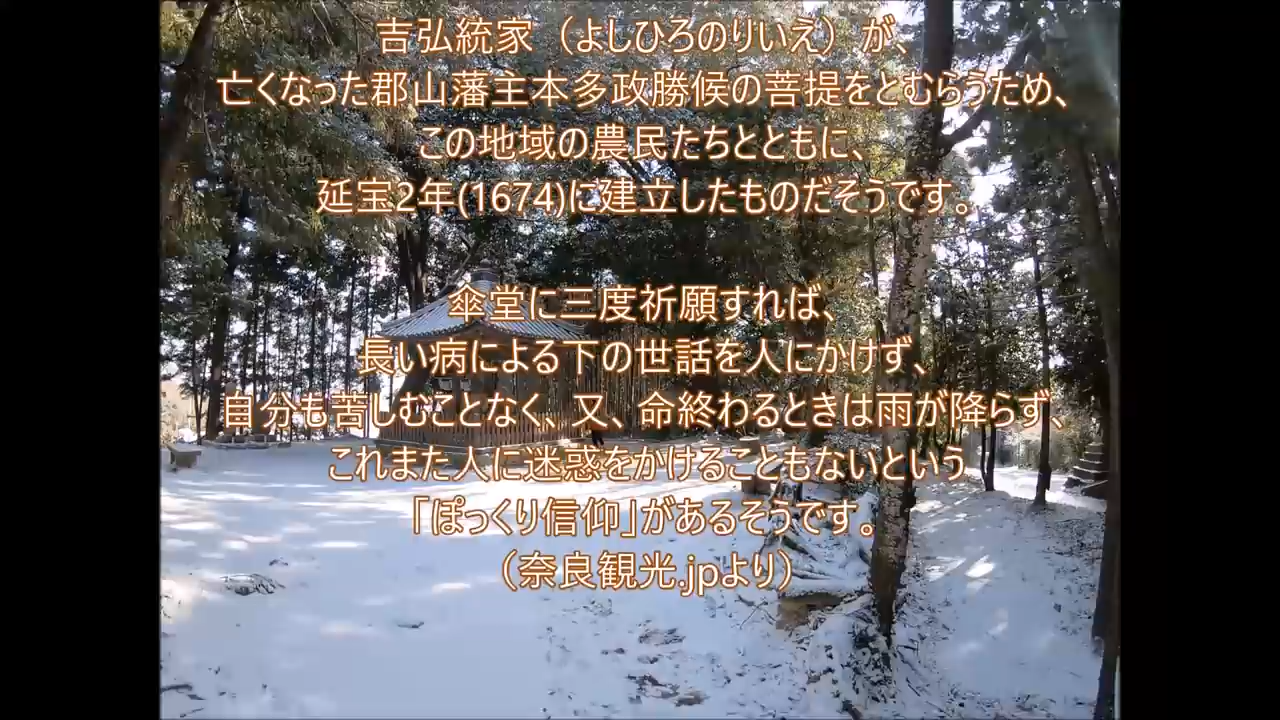 吉弘統家（よしひろのりいえ）が、
亡くなった郡山藩主本多政勝候の菩提をとむらうため、
この地域の農民たちとともに、
延宝2年(1674)に建立したものだそうです。
傘堂に三度祈願すれば、
長い病による下の世話を人にかけず、
自分も苦しむことなく、又、命終わるときは雨が降らず、
これまた人に迷惑をかけることもないという
「ぽっくり信仰」があるそうです。
（奈良観光.jpより）